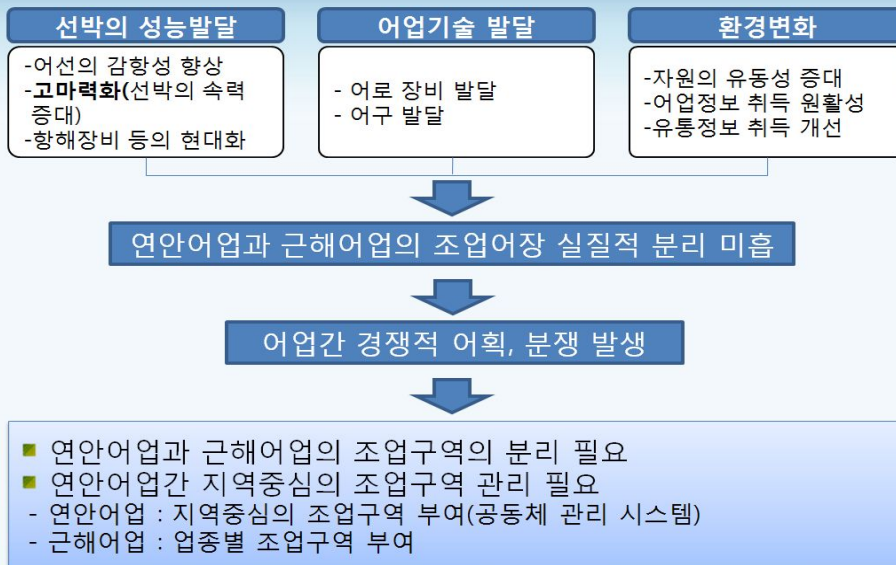 선박의 성능발달
-어선의 감항성 향상
-고마력화(선박의 속력
증대)
-항해장비 등의 현대화
어업기술 발달
- 어로 장비 발달
- 어구 발달
환경변화
-자원의 유동성 증대
-어업정보 취득 원활성
-유통정보 취득 개선
연안어업과 근해어업의 조업어장 실질적 분리 미흡
어업간 경쟁적 어획, 분쟁 발생
연안어업과 근해어업의 조업구역의 분리 필요
연안어업간 지역중심의 조업구역 관리 필요
- 연안어업 : 지역중심의 조업구역 부여(공동체 관리 시스템)
- 근해어업 : 업종별 조업구역 부여